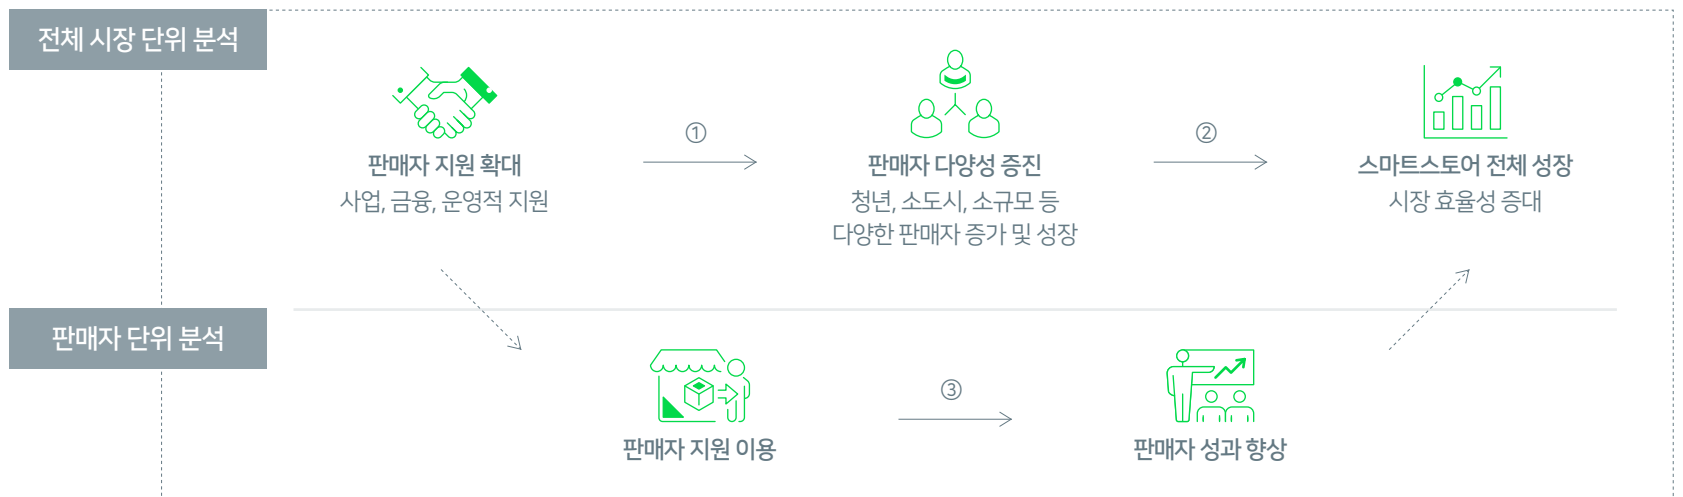 전체 시장 단위 분석
①
②
판매자 지원 확대
사업, 금융, 운영적 지원
판매자 다양성 증진
청년, 소도시, 소규모 등
다양한 판매자 증가 및 성장
스마트스토어 전체 성장
시장 효율성 증대
판매자 단위 분석
③
판매자 지원 이용
판매자 성과 향상